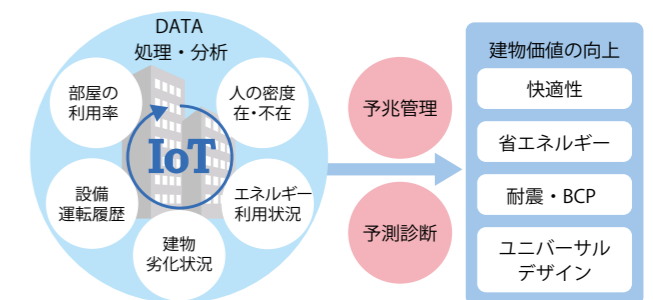 DATA
処理・分析
部屋の
利用率
人の密度
在・不在
IoT
設備
運転履歴
エネルギー
利用状況
建物
劣化状況
予兆管理
予測診断
建物価値の向上
快適性
省エネルギー
耐震・BCP
ユニバーサル
デザイン